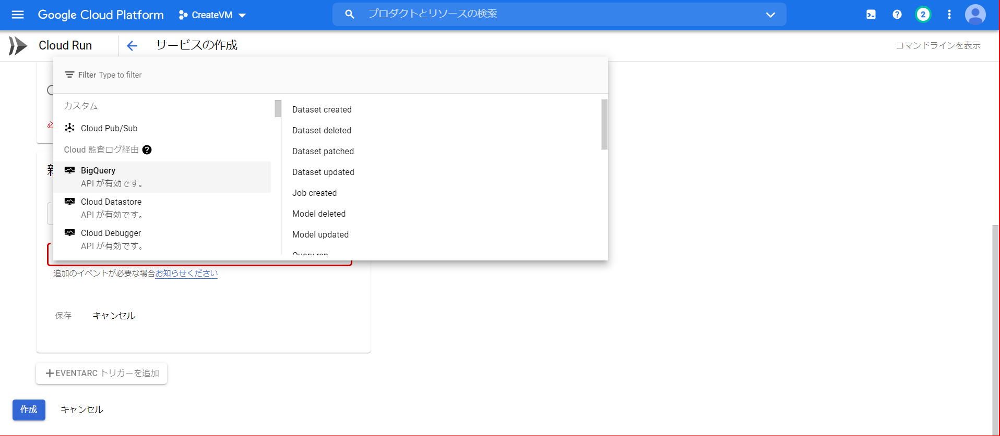 Google Cloud Platform
CreateVM
プロダクトとリソースの検索
2
Cloud Run
サービスの作成
コマンドラインを表示
Filter Type to filter
カスタム
Cloud Pub/Sub
Cloud 監査ログ経由
BigQuery
API が有効です。
Cloud Datastore
API が有効です。
Cloud Debugger
API が有効です。
Dataset created
Dataset deleted
Dataset patched
Dataset updated
Job created
Model deleted
Model updated
Query ran
必
新
追加のイベントが必要な場合お知らせください
保存
キャンセル
EVENTARC トリガーを追加
作成
キャンセル